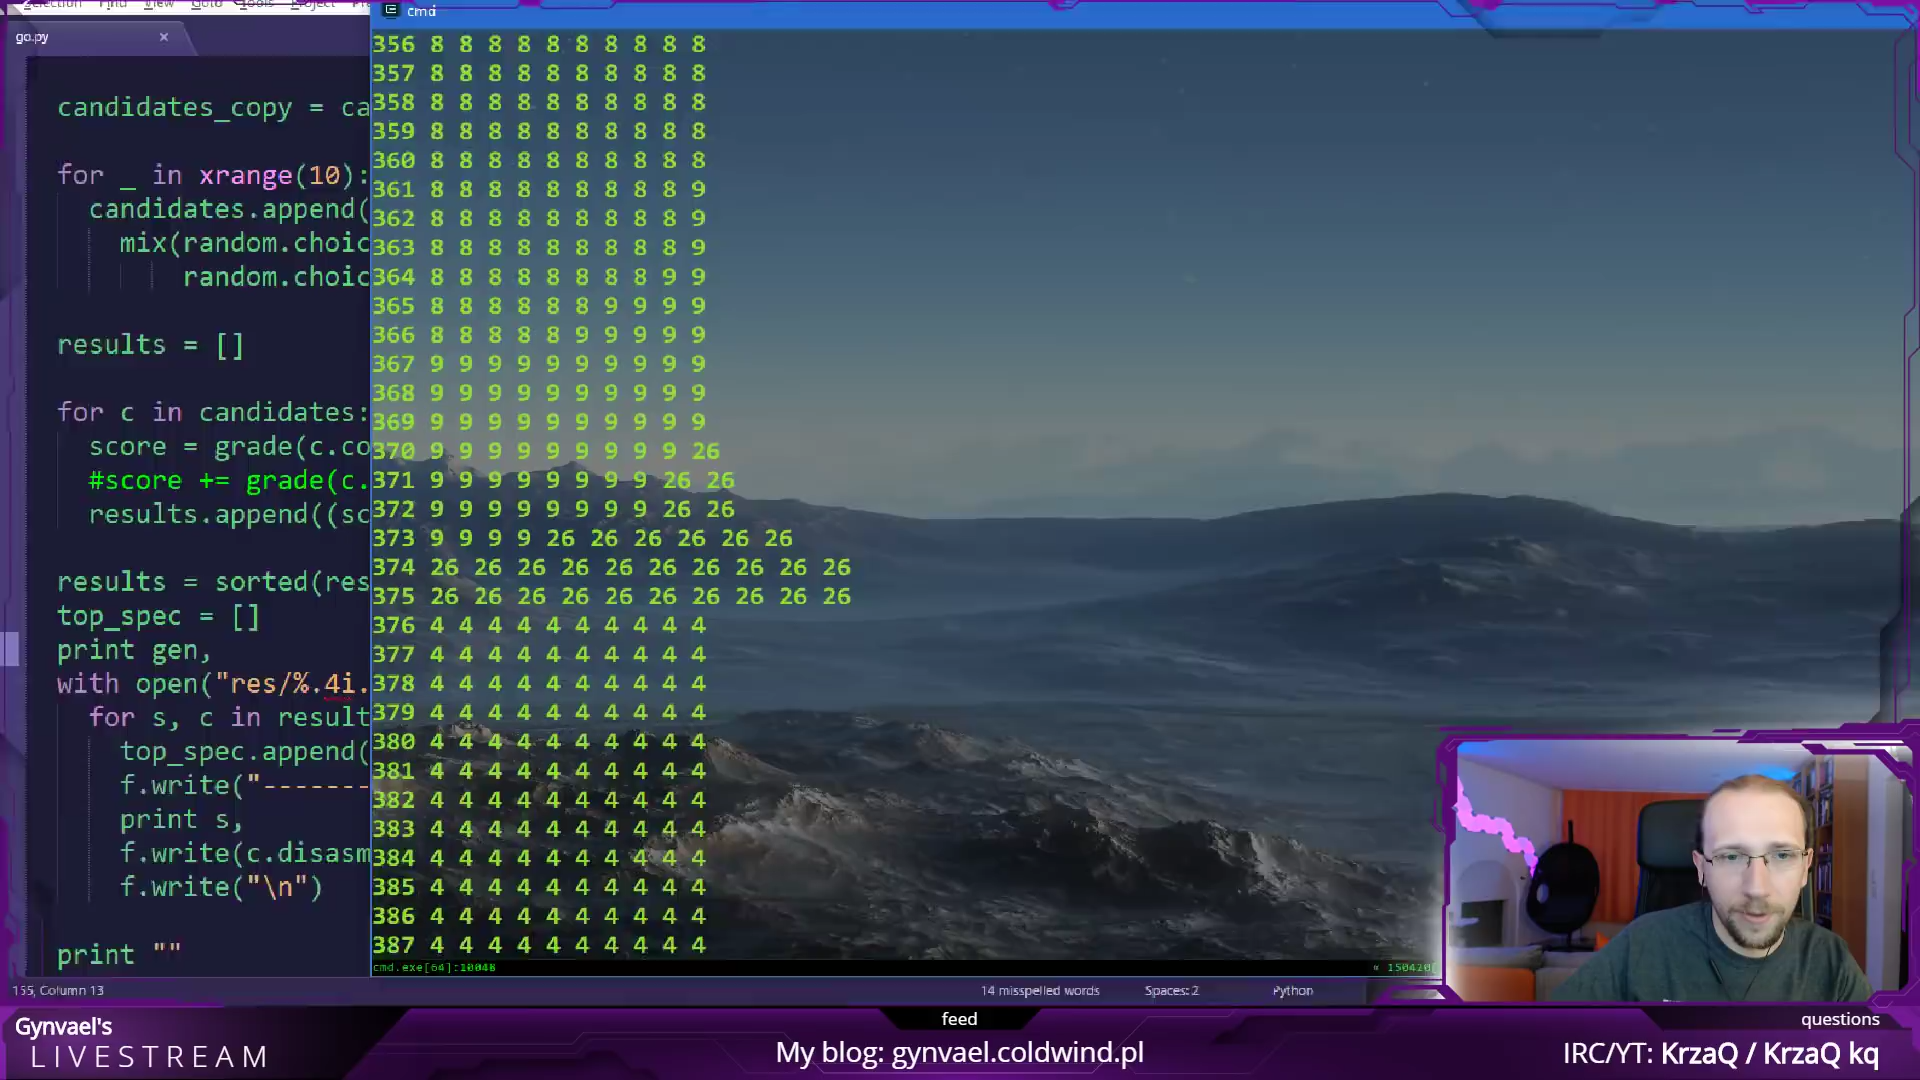 Selection Find View Goto Tools Project
cmd
go.py ×
candidates_copy = ca
for _ in xrange(10):
candidates.append(
mix(random.choic
random.choic
results = []
for c in candidates:
score = grade(c.co
#score += grade(c.
results.append((sc
results = sorted(res
top_spec = []
print gen,
with open("res/%.4i.
for s, c in result
top_spec.append(
f.write("-------
print s,
f.write(c.disasm
f.write("\n")
print ""
356 8 8 8 8 8 8 8 8 8 8
357 8 8 8 8 8 8 8 8 8 8
358 8 8 8 8 8 8 8 8 8 8
359 8 8 8 8 8 8 8 8 8 8
360 8 8 8 8 8 8 8 8 8 8
361 8 8 8 8 8 8 8 8 8 9
362 8 8 8 8 8 8 8 8 8 9
363 8 8 8 8 8 8 8 8 8 9
364 8 8 8 8 8 8 8 8 9 9
365 8 8 8 8 8 8 9 9 9 9
366 8 8 8 8 8 9 9 9 9 9
367 9 9 9 9 9 9 9 9 9 9
368 9 9 9 9 9 9 9 9 9 9
369 9 9 9 9 9 9 9 9 9 9
370 9 9 9 9 9 9 9 9 9 26
371 9 9 9 9 9 9 9 9 26 26
372 9 9 9 9 9 9 9 9 26 26
373 9 9 9 9 26 26 26 26 26 26
374 26 26 26 26 26 26 26 26 26 26
375 26 26 26 26 26 26 26 26 26 26
376 4 4 4 4 4 4 4 4 4 4
377 4 4 4 4 4 4 4 4 4 4
378 4 4 4 4 4 4 4 4 4 4
379 4 4 4 4 4 4 4 4 4 4
380 4 4 4 4 4 4 4 4 4 4
381 4 4 4 4 4 4 4 4 4 4
382 4 4 4 4 4 4 4 4 4 4
383 4 4 4 4 4 4 4 4 4 4
384 4 4 4 4 4 4 4 4 4 4
385 4 4 4 4 4 4 4 4 4 4
386 4 4 4 4 4 4 4 4 4 4
387 4 4 4 4 4 4 4 4 4 4
cmd.exe[64]:10048
155, Column 13
14 misspelled words
Spaces: 2
Python
Gynvael's
LIVESTREAM
feed
My blog: gynvael.coldwind.pl
questions
IRC/YT: KrzaQ / KrzaQ kq